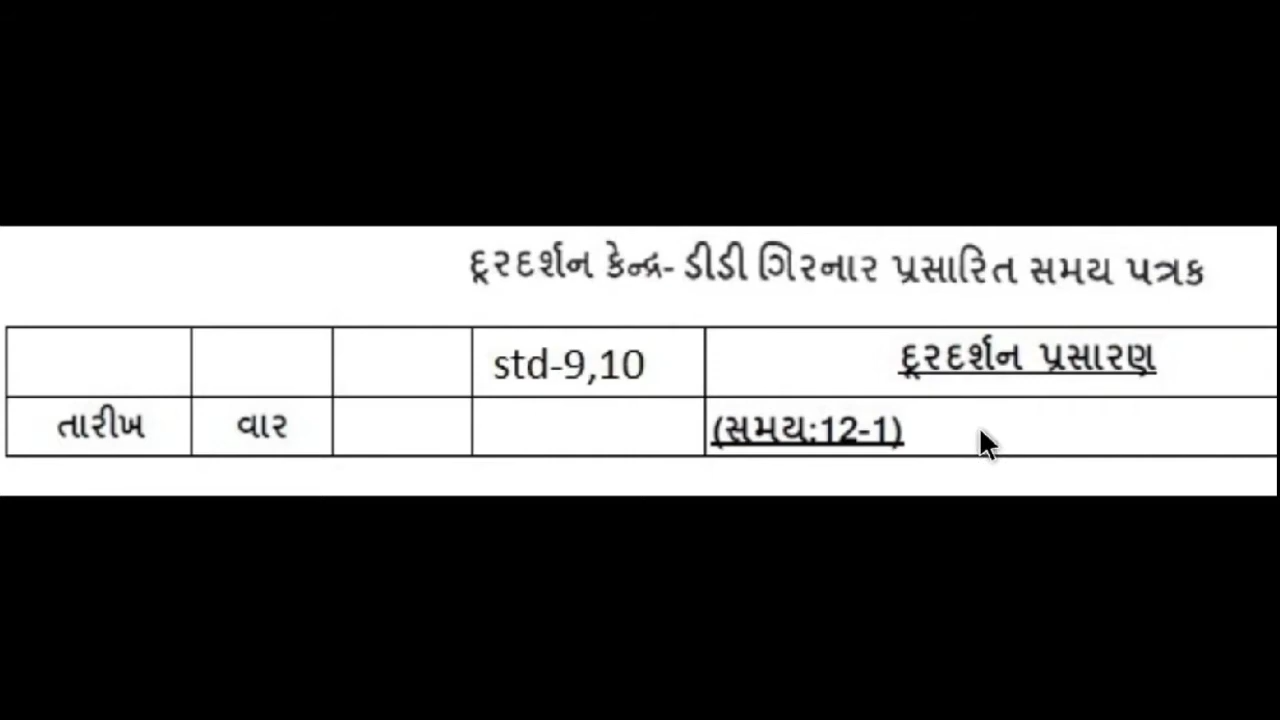 દૂરદર્શન કેન્દ્ર- ડીડી ગિરનાર પ્રસારિત સમય પત્રક
std-9,10 દૂરદર્શન પ્રસારણ
તારીખ વાર (સમય:12-1)